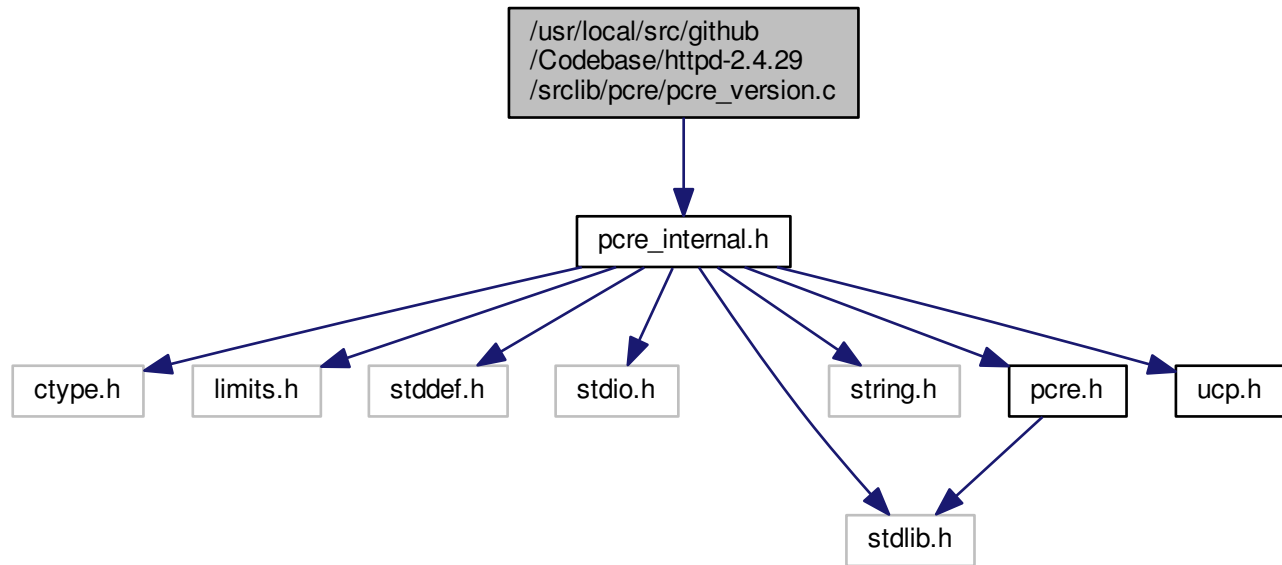 /usr/local/src/github
/Codebase/httpd-2.4.29
/srclib/pcre/pcre_version.c
pcre_internal.h
ctype.h
limits.h
stddef.h
stdio.h
string.h
pcre.h
ucp.h
stdlib.h